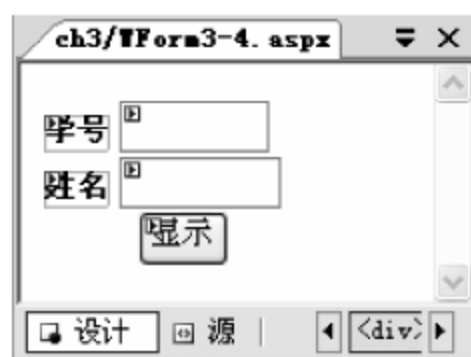 ch3/WForm3-4.aspx
学号
姓名
显示
设计 源 <div>